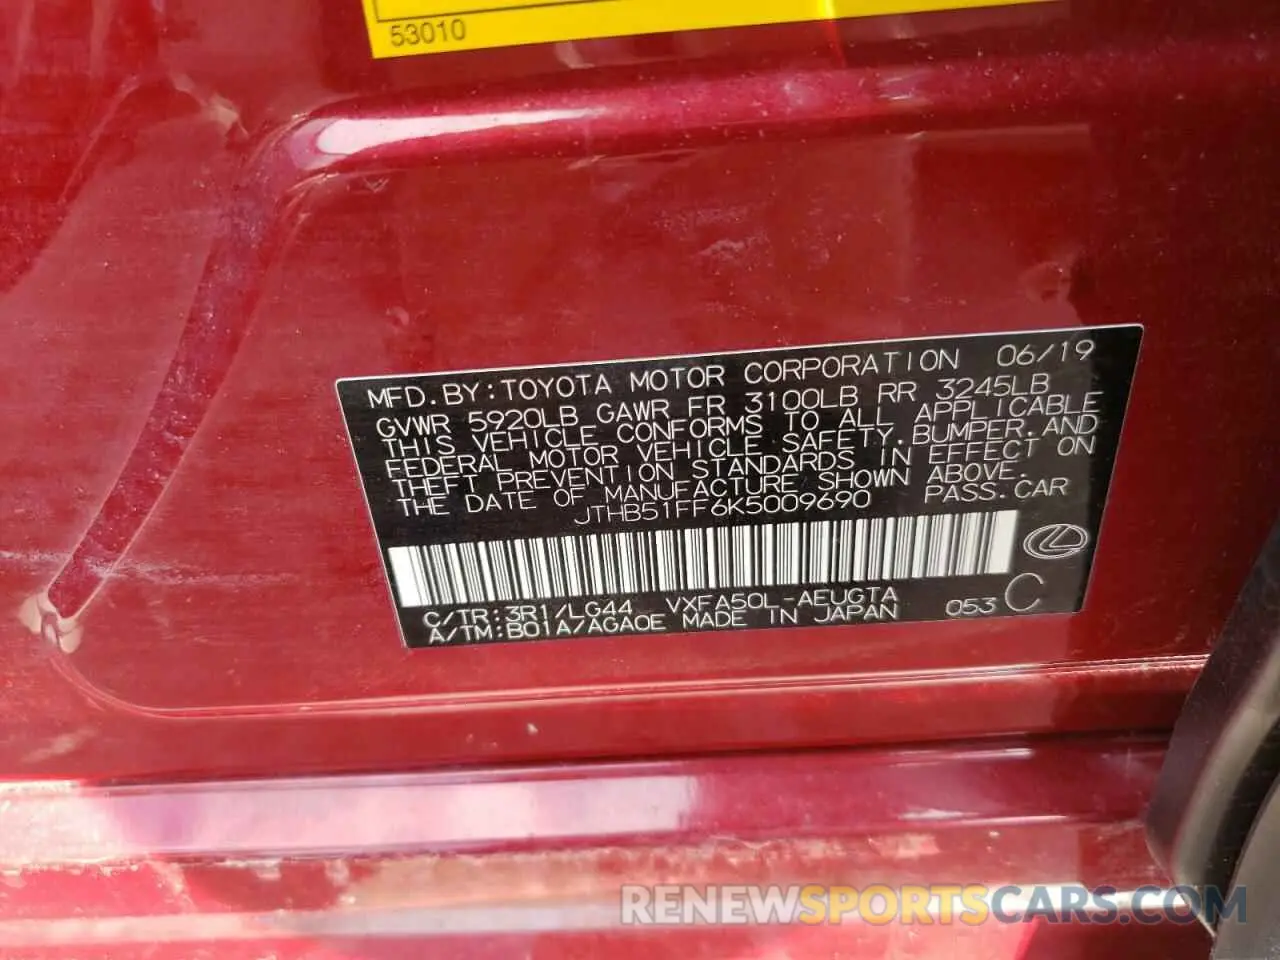 53010
MFD.BY:TOYOTA MOTOR CORPORATION 06/19
GVWR 5920LB GAWR FR 3100LB RR 3245LB
THIS VEHICLE CONFORMS TO ALL APPLICABLE
FEDERAL MOTOR VEHICLE SAFETY,BUMPER,AND
THEFT PREVENTION STANDARDS IN EFFECT ON
THE DATE OF MANUFACTURE SHOWN ABOVE.
JTHB51FF6K5009690 PASS.CAR
C/TR:3R1/LG44 VXFA50L-AEUGTA
A/TM:B01A/AGA0E MADE IN JAPAN 053 C
RENEWSPORTSCARS.COM